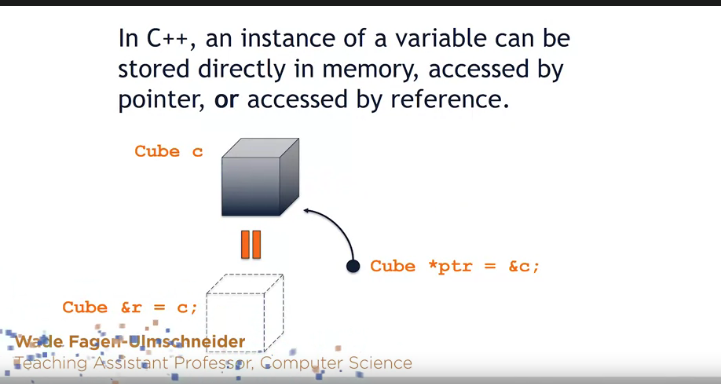 In C++, an instance of a variable can be
stored directly in memory, accessed by
pointer, or accessed by reference.
Cube c
Cube *ptr = &c;
Cube &r = c;
Wade Fagen-Ulmschneider
Teaching Assistant Professor, Computer Science